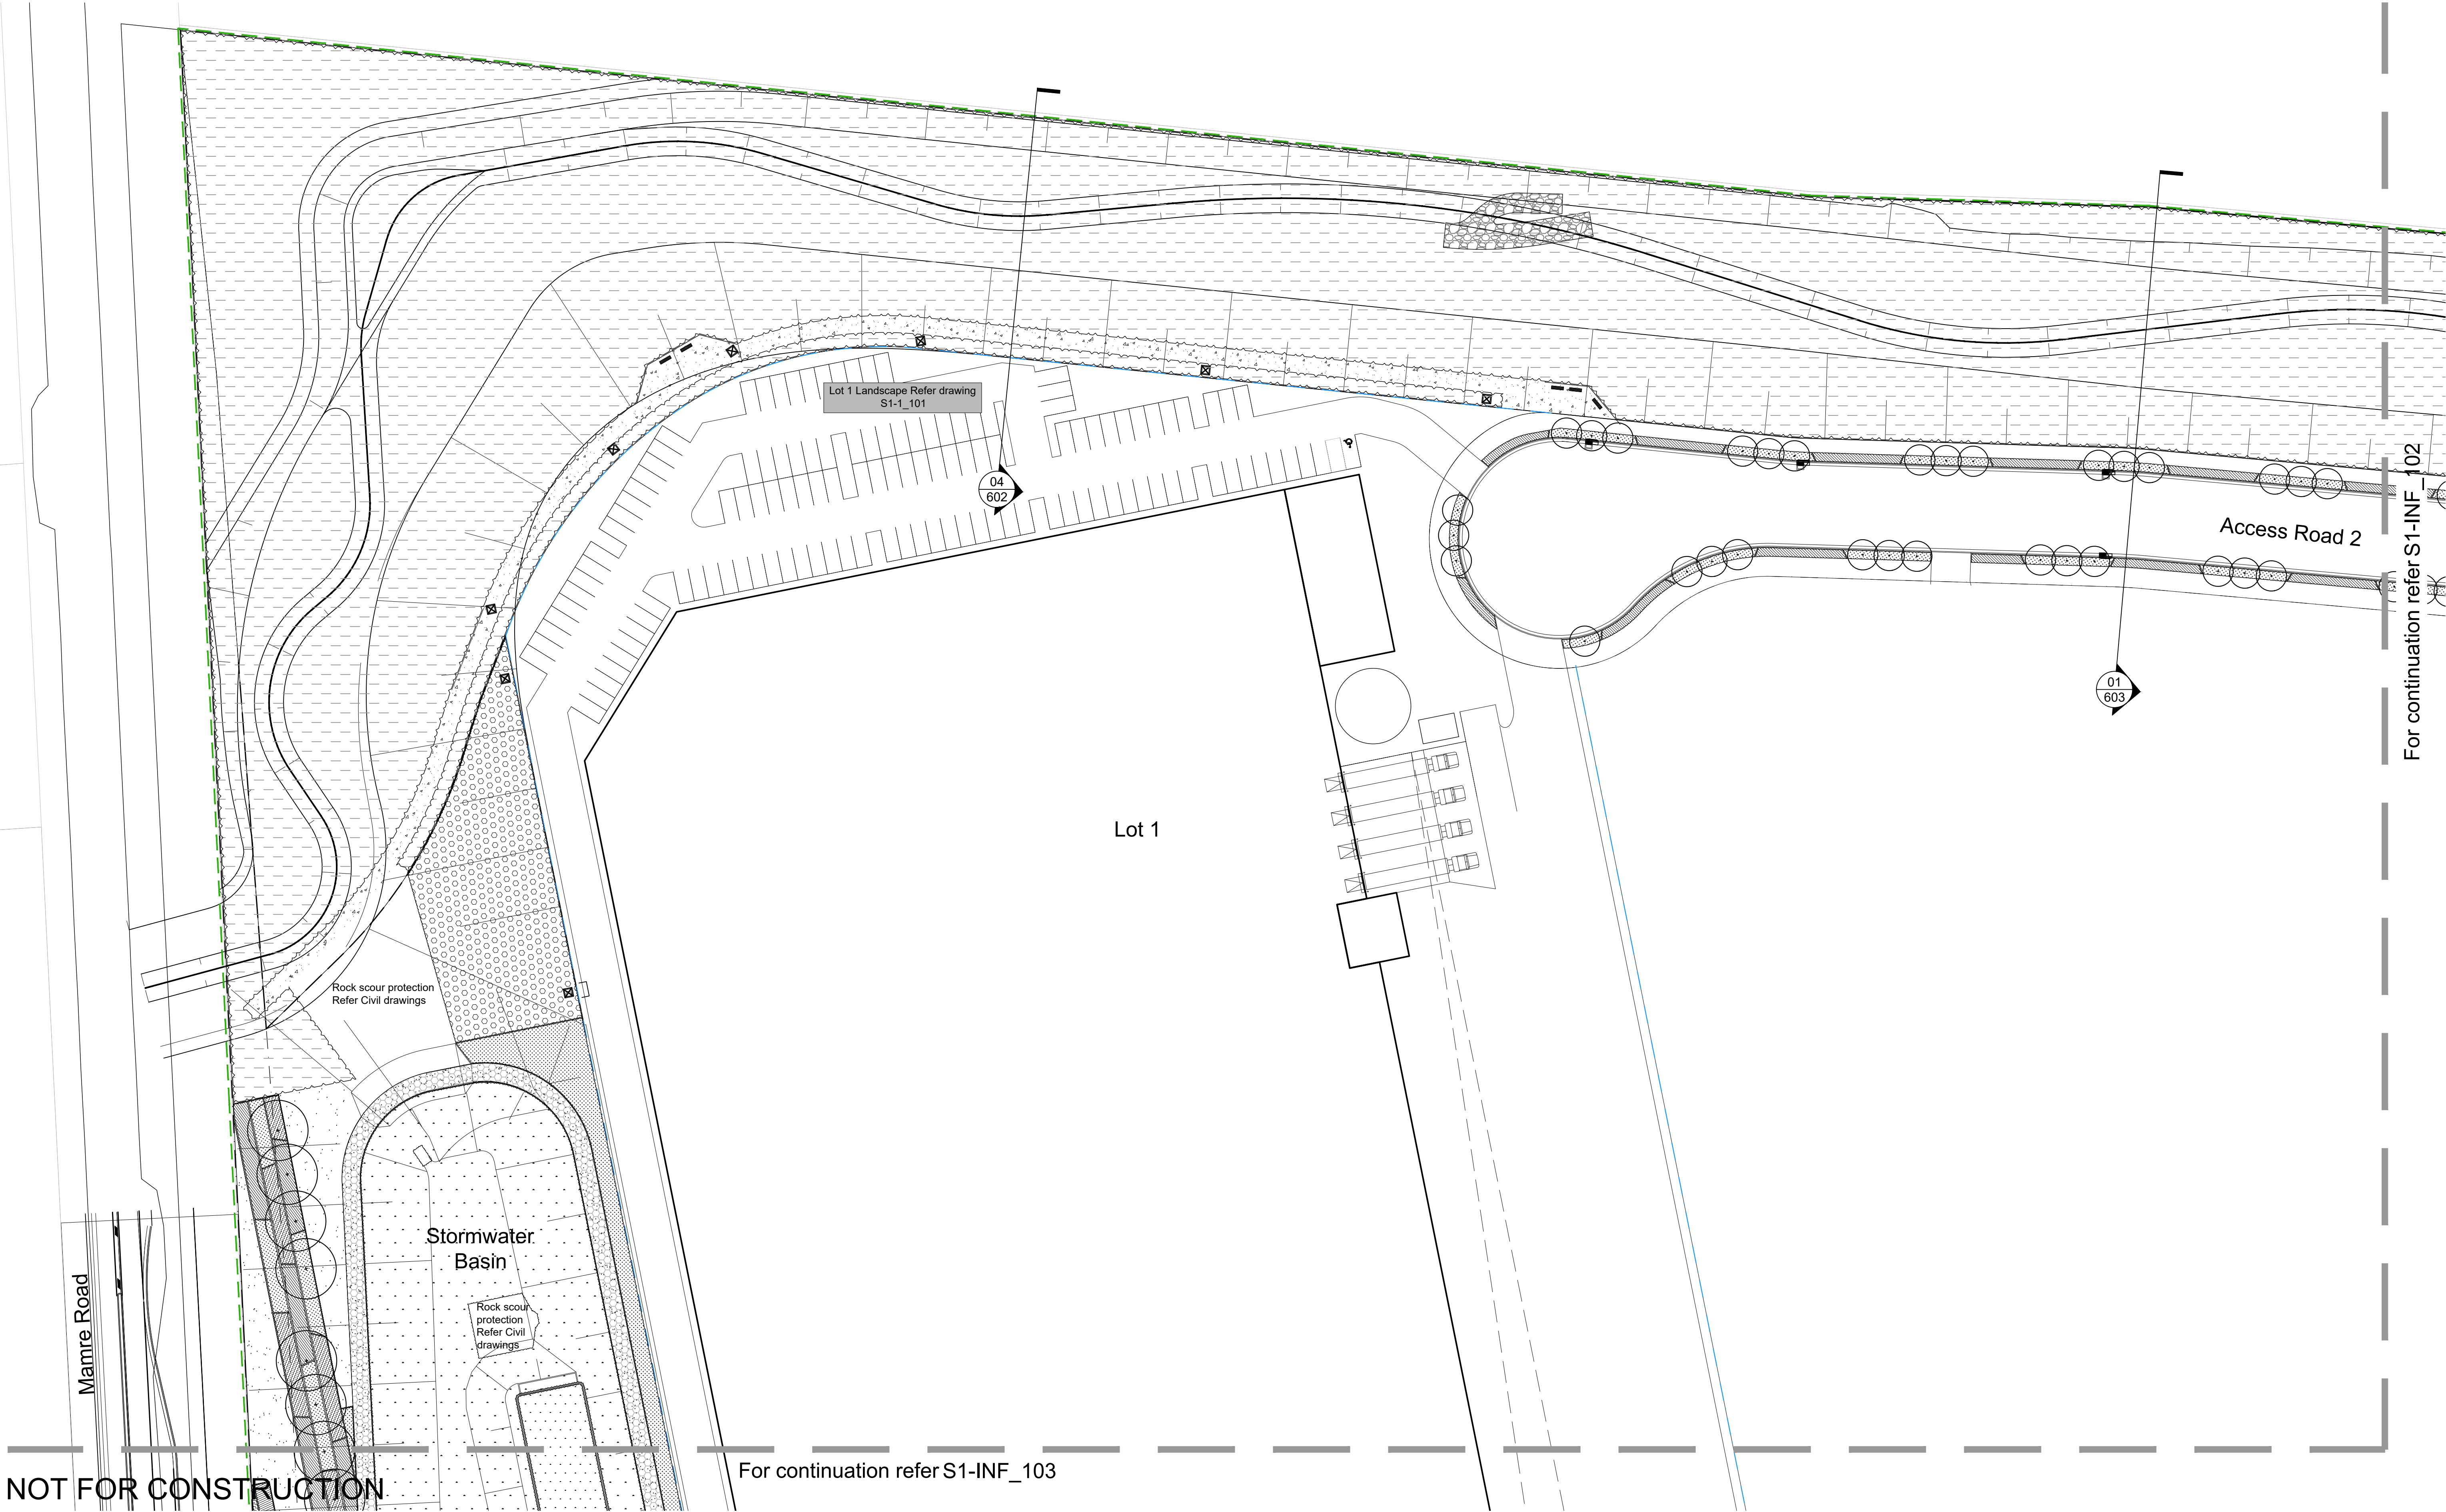 Lot 1 Landscape Refer drawing
S1-1_101
04
602
Access Road 2
For continuation refer S1-INF_102
01
603
Lot 1
Rock scour protection
Refer Civil drawings
Stormwater
Basin
Rock scour
protection
Refer Civil
drawings
Mamre Road
For continuation refer S1-INF_103
NOT FOR CONSTRUCTION